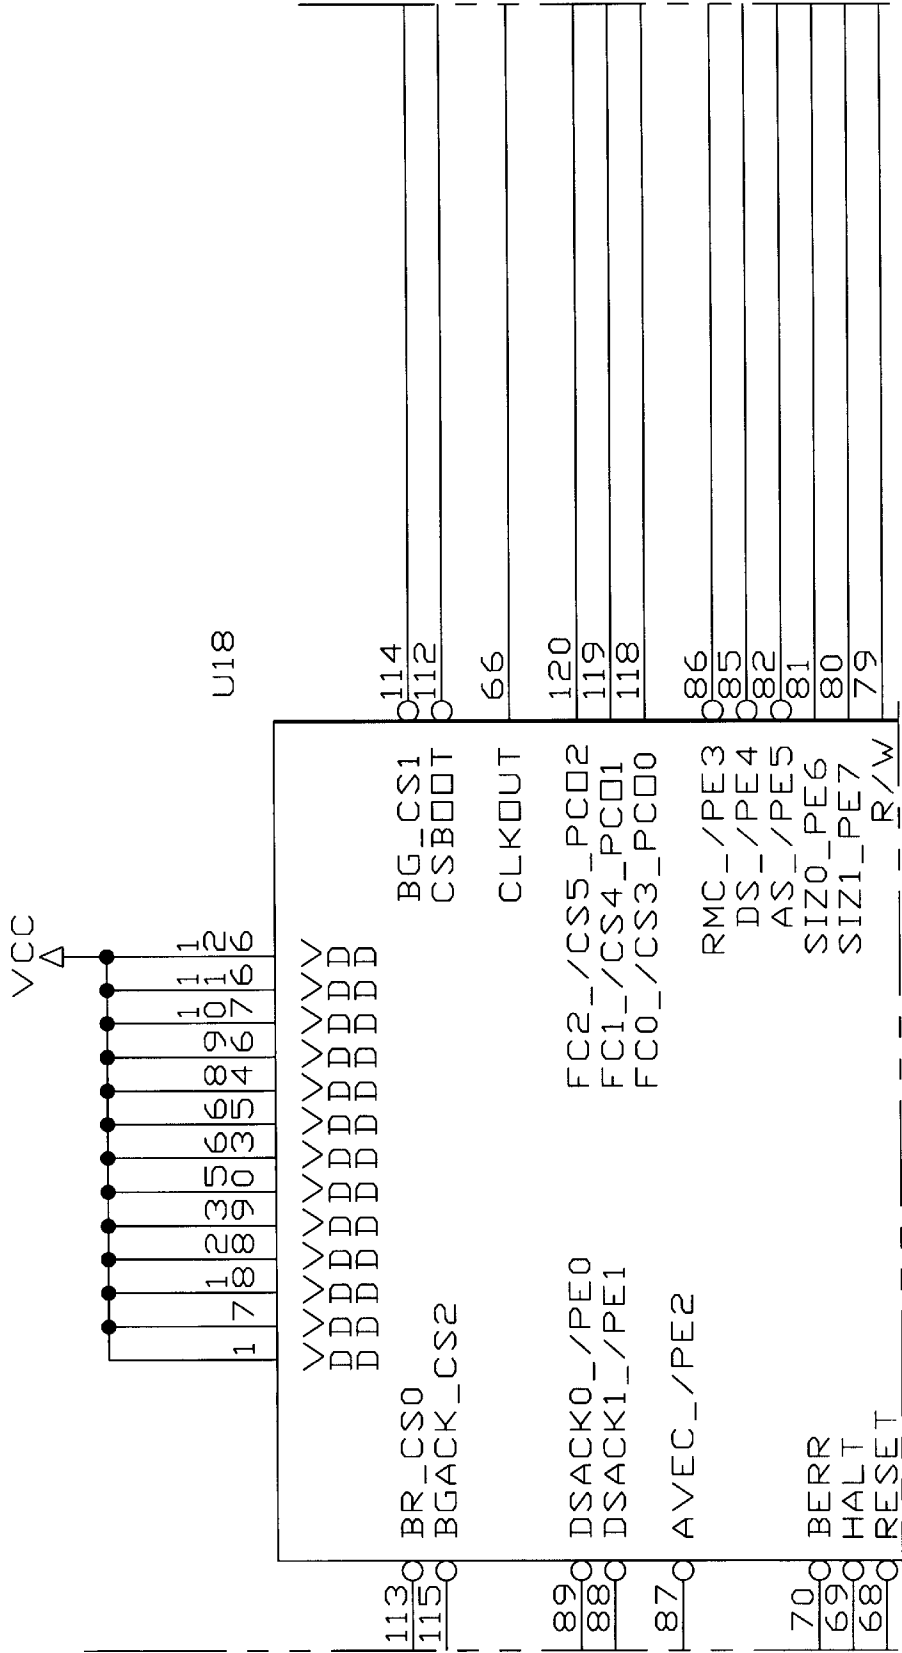 VCC
1 7 18 28 39 50 63 65 84 96 107 116 126
U18
VDD VDD VDD VDD VDD VDD VDD VDD VDD VDD VDD VDD VDD
113 BR_CS0 BG_CS1 114
115 BGACK_CS2 CSBOOT 112
CLKOUT 66
89 DSACK0_/PE0 FC2_/CS5_PCO2 120
88 DSACK1_/PE1 FC1_/CS4_PCO1 119
FC0_/CS3_PCO0 118
87 AVEC_/PE2
RMC_/PE3 86
DS_/PE4 85
AS_/PE5 82
70 BERR SIZ0_PE6 81
69 HALT SIZ1_PE7 80
68 RESET R/W 79